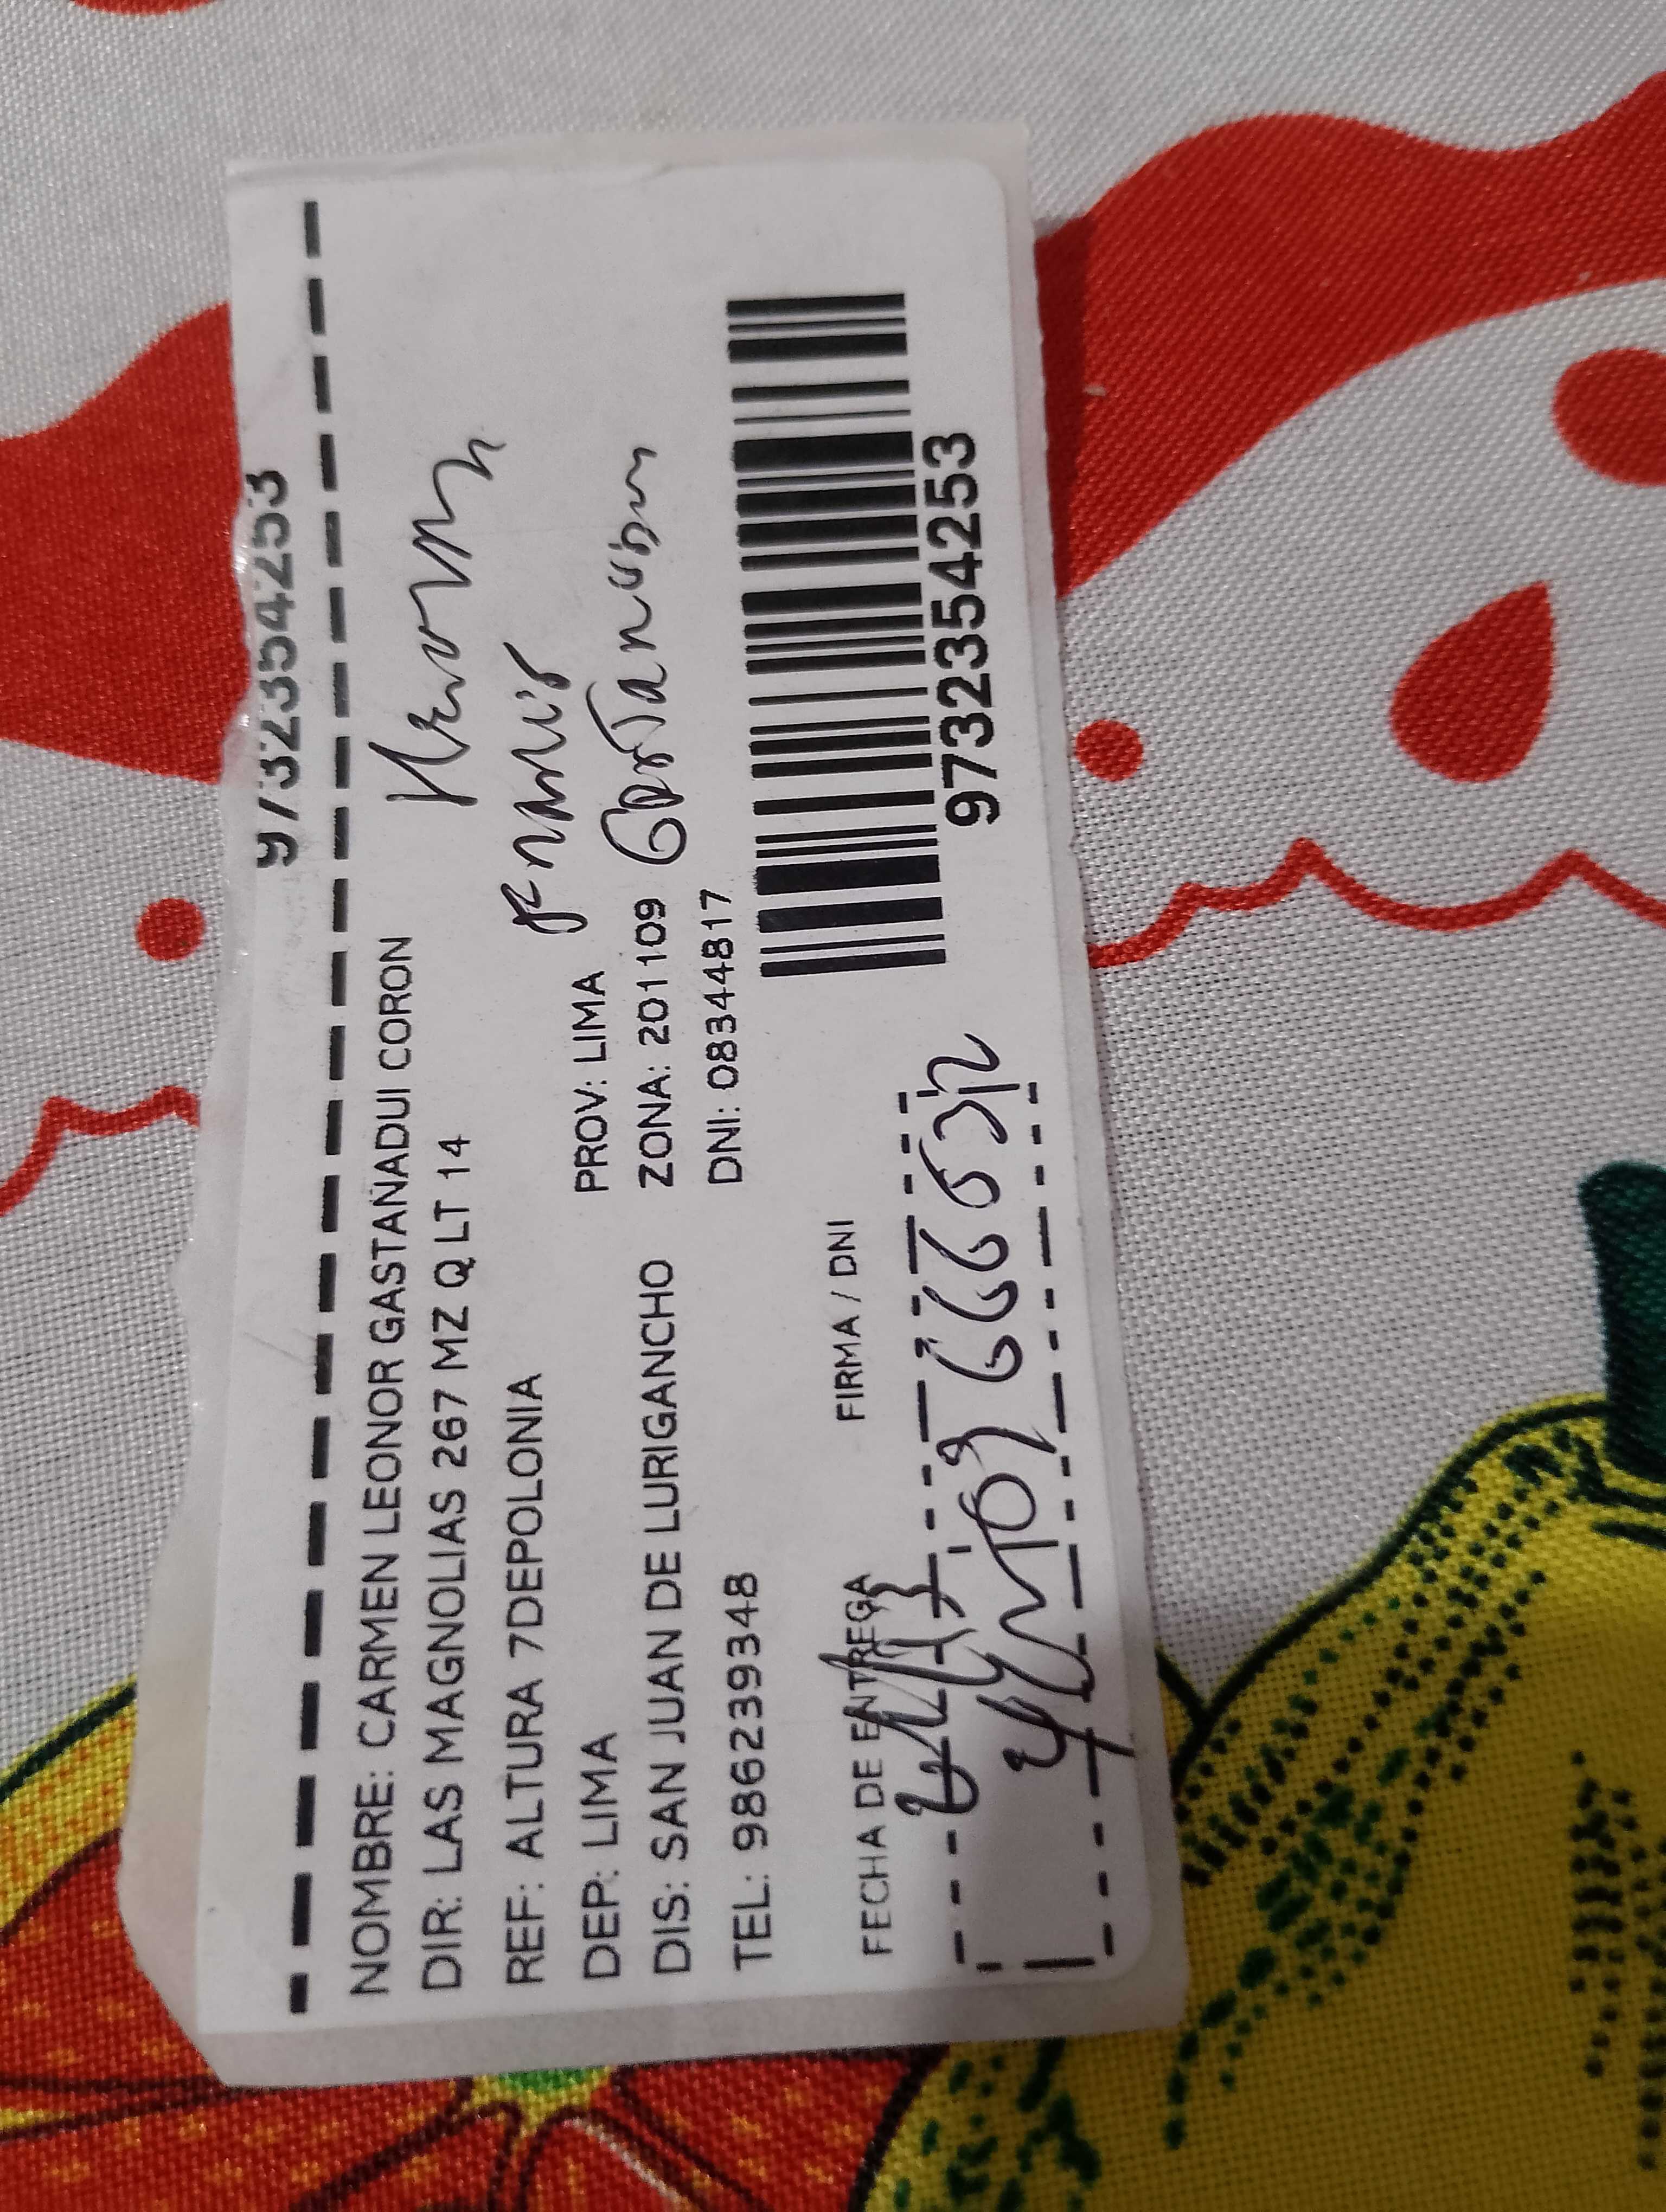 9732354253
NOMBRE: CARMEN LEONOR GASTAÑADUI CORON
DIR: LAS MAGNOLIAS 267 MZ Q LT 14
REF: ALTURA 7DEPOLONIA
DEP: LIMA PROV: LIMA
DIS: SAN JUAN DE LURIGANCHO ZONA: 201109
TEL: 986239348 DNI: 08344817
FECHA DE ENTREGA FIRMA / DNI
9732354253